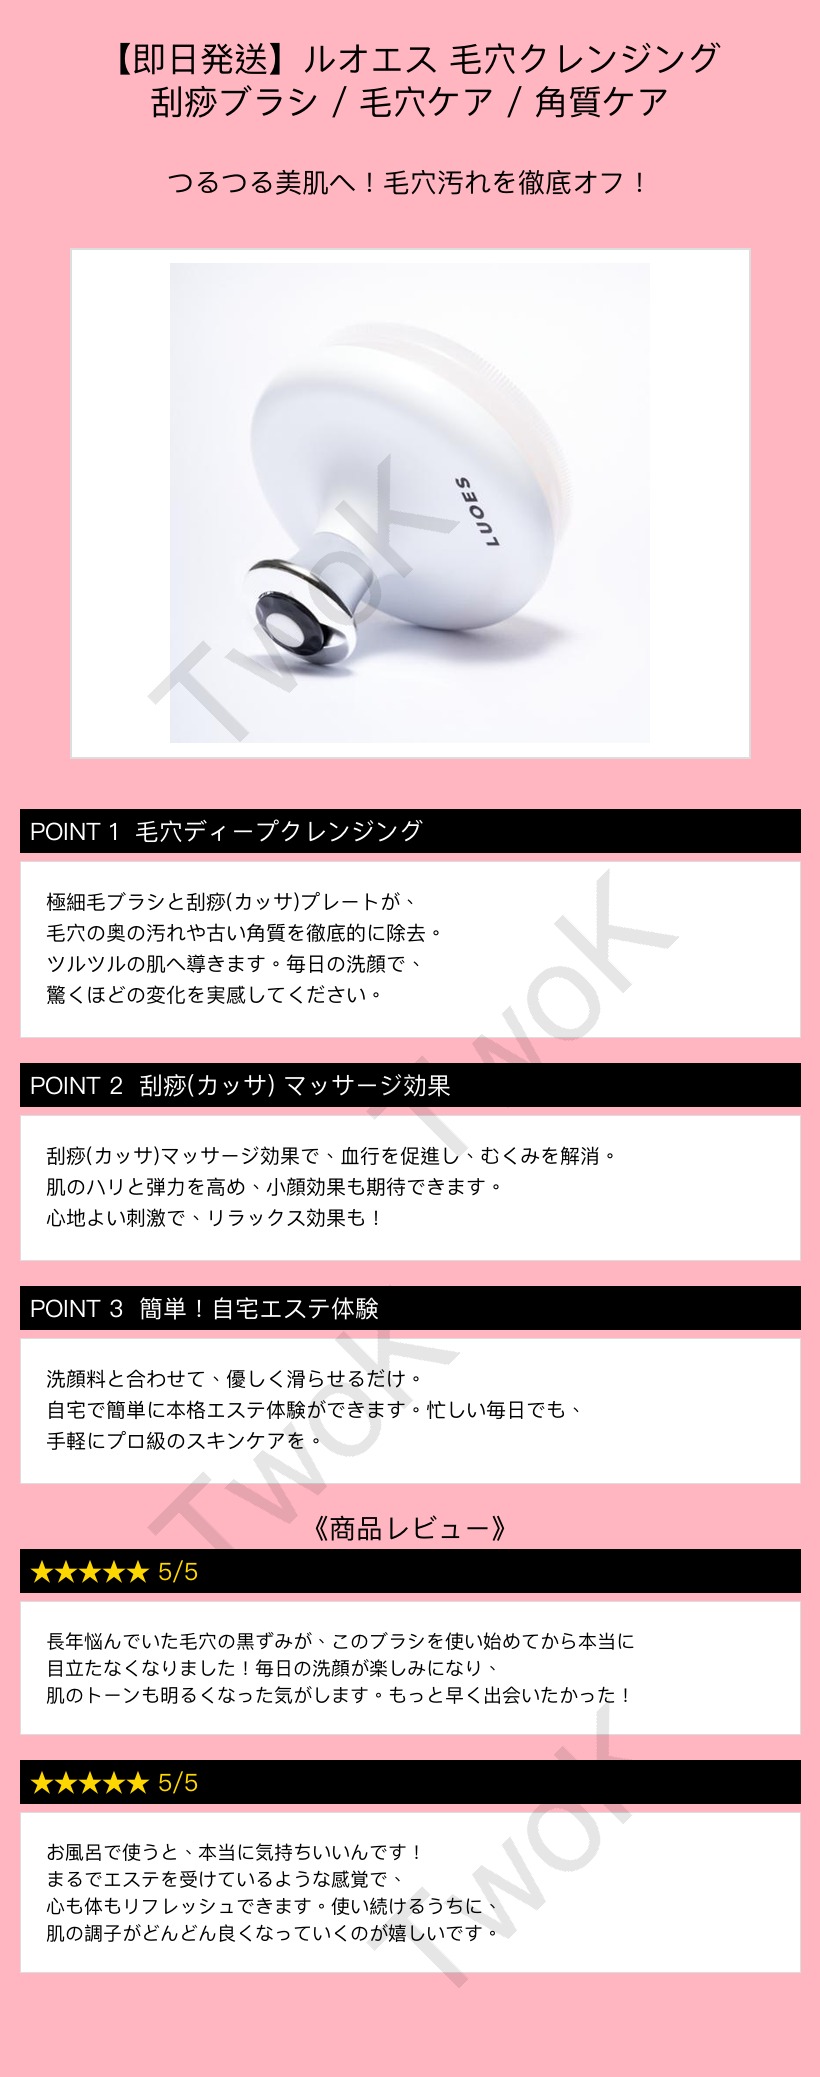 【即日発送】ルオエス 毛穴クレンジング
刮痧ブラシ / 毛穴ケア / 角質ケア
つるつる美肌へ！毛穴汚れを徹底オフ！
LUOES
TwoK
POINT 1 毛穴ディープクレンジング
極細毛ブラシと刮痧(カッサ)プレートが、
毛穴の奥の汚れや古い角質を徹底的に除去。
ツルツルの肌へ導きます。毎日の洗顔で、
驚くほどの変化を実感してください。
TwoK
POINT 2 刮痧(カッサ) マッサージ効果
刮痧(カッサ)マッサージ効果で、血行を促進し、むくみを解消。
肌のハリと弾力を高め、小顔効果も期待できます。
心地よい刺激で、リラックス効果も！
POINT 3 簡単！自宅エステ体験
洗顔料と合わせて、優しく滑らせるだけ。
自宅で簡単に本格エステ体験ができます。忙しい毎日でも、
手軽にプロ級のスキンケアを。
TwoK
《商品レビュー》
★★★★★ 5/5
長年悩んでいた毛穴の黒ずみが、このブラシを使い始めてから本当に
目立たなくなりました！毎日の洗顔が楽しみになり、
肌のトーンも明るくなった気がします。もっと早く出会いたかった！
★★★★★ 5/5
お風呂で使うと、本当に気持ちいいんです！
まるでエステを受けているような感覚で、
心も体もリフレッシュできます。使い続けるうちに、
肌の調子がどんどん良くなっていくのが嬉しいです。
TwoK